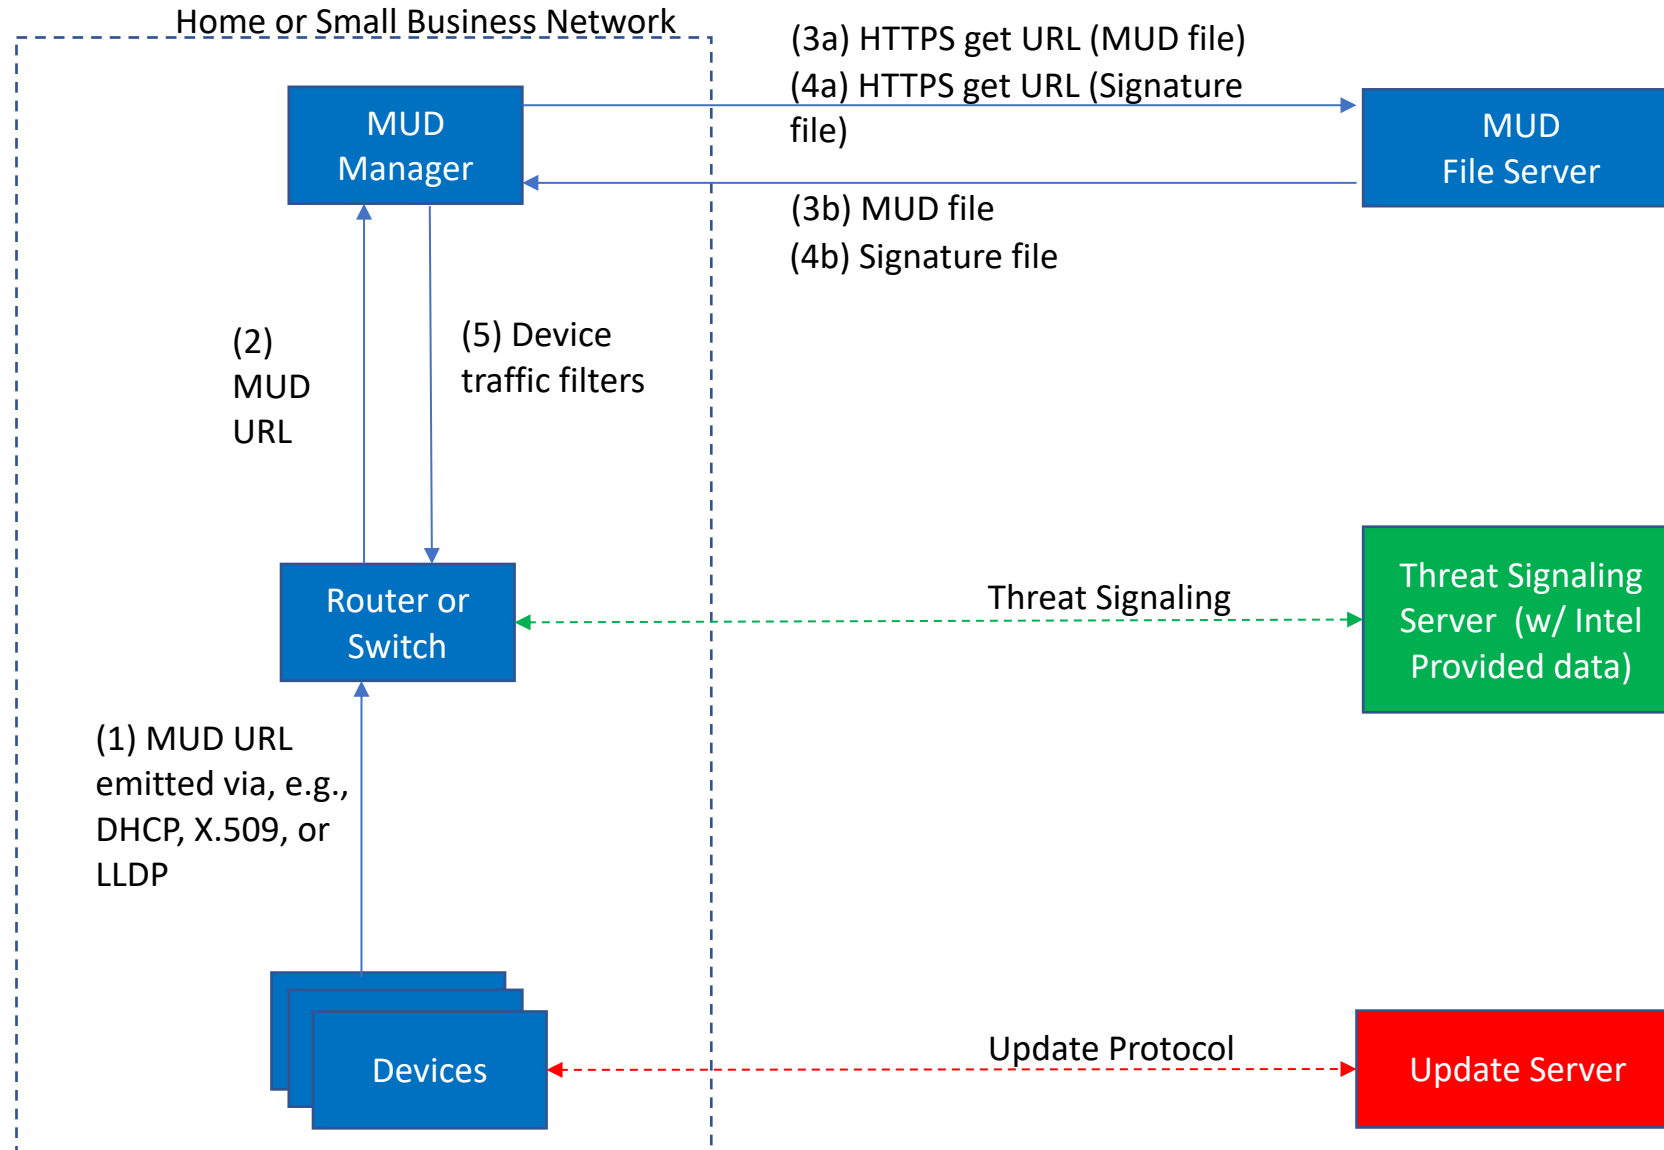 Home or Small Business Network
(3a) HTTPS get URL (MUD file)
(4a) HTTPS get URL (Signature
file)
MUD
Manager
MUD
File Server
(3b) MUD file
(4b) Signature file
(2)
MUD
URL
(5) Device
traffic filters
Router or
Switch
Threat Signaling
Threat Signaling
Server (w/ Intel
Provided data)
(1) MUD URL
emitted via, e.g.,
DHCP, X.509, or
LLDP
Devices
Update Protocol
Update Server